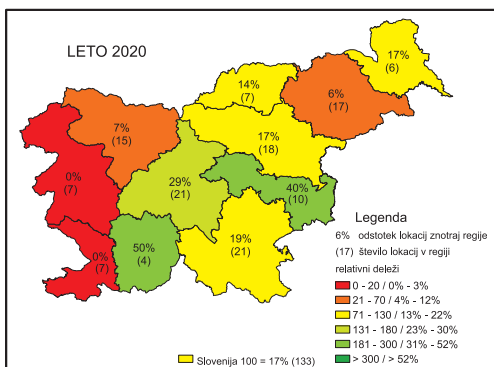 LETO 2020
17%
(6)
14%
(7)
6%
(17)
7%
(15)
17%
(18)
0%
(7)
29%
(21)
40%
(10)
50%
(4)
19%
(21)
0%
(7)
Legenda
6% odstotek lokacij znotraj regije
(17) število lokacij v regiji
relativni deleži
0 - 20 / 0% - 3%
21 - 70 / 4% - 12%
71 - 130 / 13% - 22%
131 - 180 / 23% - 30%
181 - 300 / 31% - 52%
> 300 / > 52%
Slovenija 100 = 17% (133)